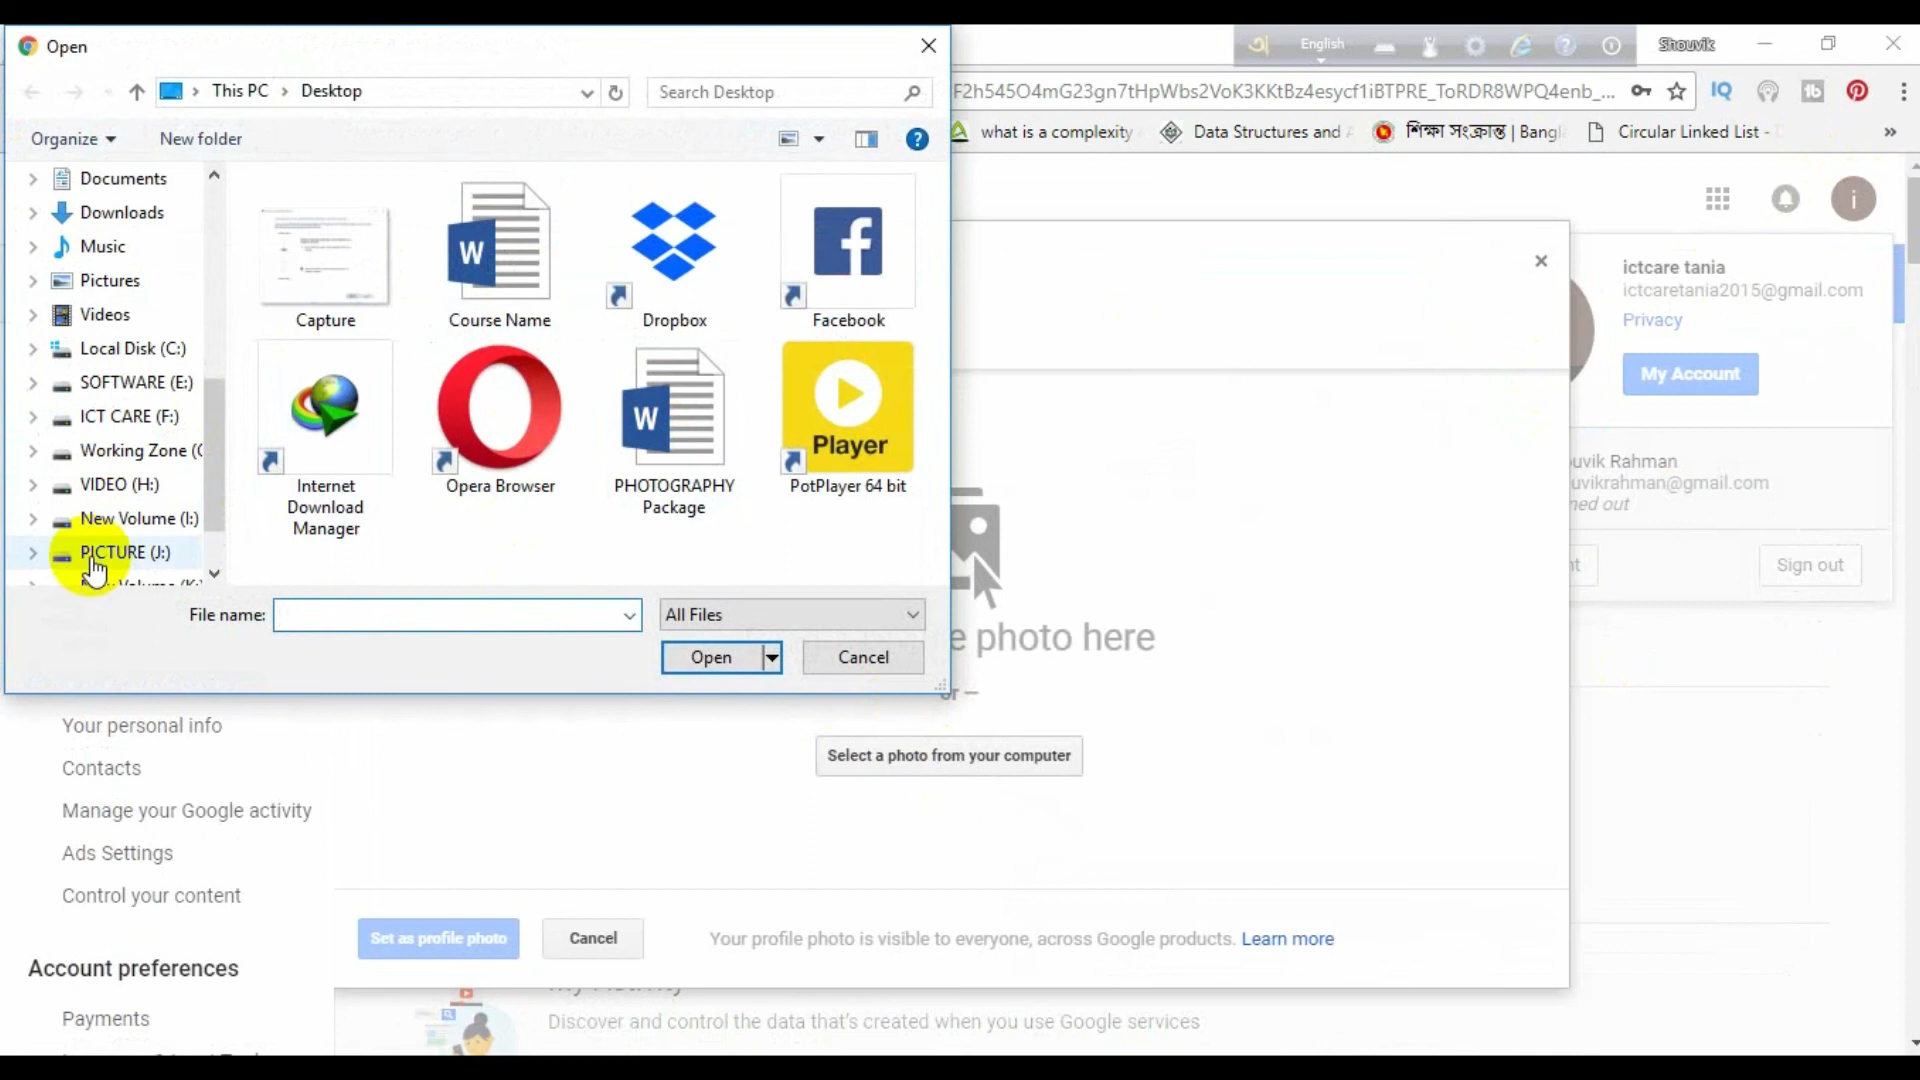 Open
English
Shouvik
This PC > Desktop
Search Desktop
F2h545O4mG23gn7tHpWbs2VoK3KKtBz4esycf1iBTPRE_ToRDR8WPQ4enb_...
IQ
Organize
New folder
what is a complexity
Data Structures and
শিক্ষা সংক্রান্ত | Bangl
Circular Linked List -
Documents
Downloads
Music
Pictures
Videos
Local Disk (C:)
SOFTWARE (E:)
ICT CARE (F:)
Working Zone (
VIDEO (H:)
New Volume (I:)
PICTURE (J:)
Capture
Course Name
Dropbox
Facebook
Player
Internet
Download
Manager
Opera Browser
PHOTOGRAPHY
Package
PotPlayer 64 bit
File name:
All Files
Open
Cancel
i
ictcare tania
ictcaretania2015@gmail.com
Privacy
My Account
uvik Rahman
uvikrahman@gmail.com
ned out
Sign out
e photo here
or —
Select a photo from your computer
Your personal info
Contacts
Manage your Google activity
Ads Settings
Control your content
Set as profile photo
Cancel
Your profile photo is visible to everyone, across Google products. Learn more
Account preferences
Payments
Discover and control the data that's created when you use Google services